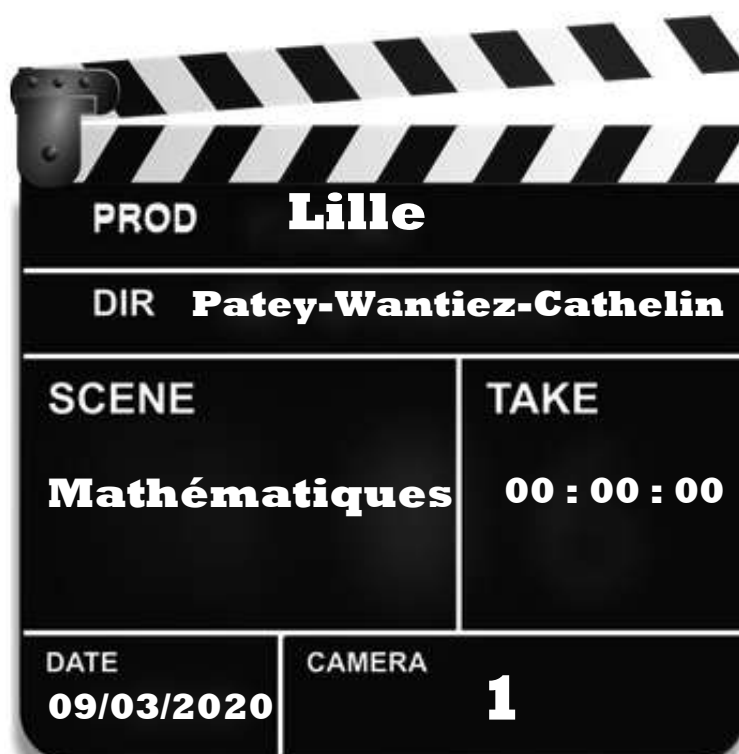 PROD Lille
DIR Patey-Wantiez-Cathelin
SCENE TAKE
Mathématiques 00 : 00 : 00
DATE CAMERA
09/03/2020 1